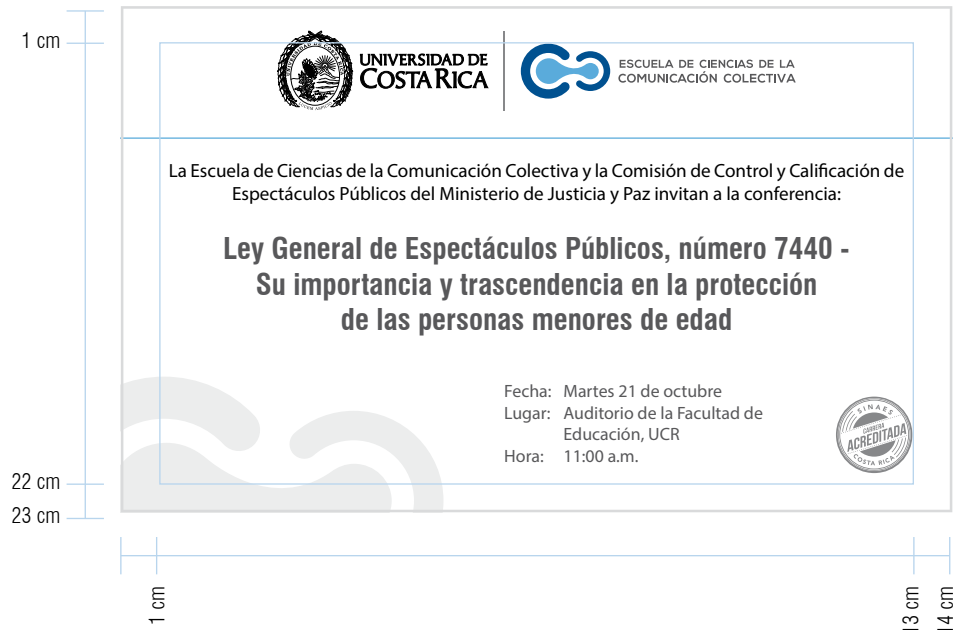 1 cm
UNIVERSIDAD DE
COSTA RICA
ESCUELA DE CIENCIAS DE LA
COMUNICACIÓN COLECTIVA
La Escuela de Ciencias de la Comunicación Colectiva y la Comisión de Control y Calificación de
Espectáculos Públicos del Ministerio de Justicia y Paz invitan a la conferencia:
Ley General de Espectáculos Públicos, número 7440 -
Su importancia y trascendencia en la protección
de las personas menores de edad
Fecha: Martes 21 de octubre
Lugar: Auditorio de la Facultad de
Educación, UCR
Hora: 11:00 a.m.
SINAES
CARRERA
ACREDITADA
COSTA RICA
22 cm
23 cm
1 cm
13 cm
14 cm